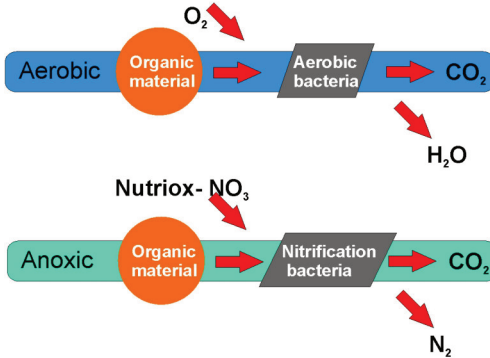 O₂
Aerobic
Organic
material
Aerobic
bacteria
CO₂
H₂O
Nutriox- NO₃
Anoxic
Organic
material
Nitrification
bacteria
CO₂
N₂